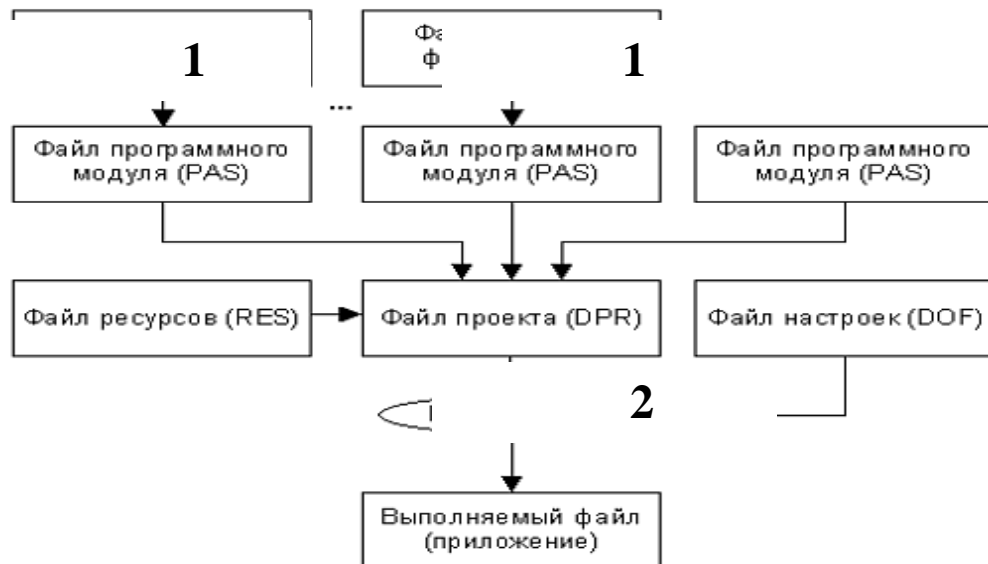 1
1
...
Файл программного
модуля (PAS)
Файл программного
модуля (PAS)
Файл программного
модуля (PAS)
Файл ресурсов (RES)
Файл проекта (DPR)
Файл настроек (DOF)
2
Выполняемый файл
(приложение)